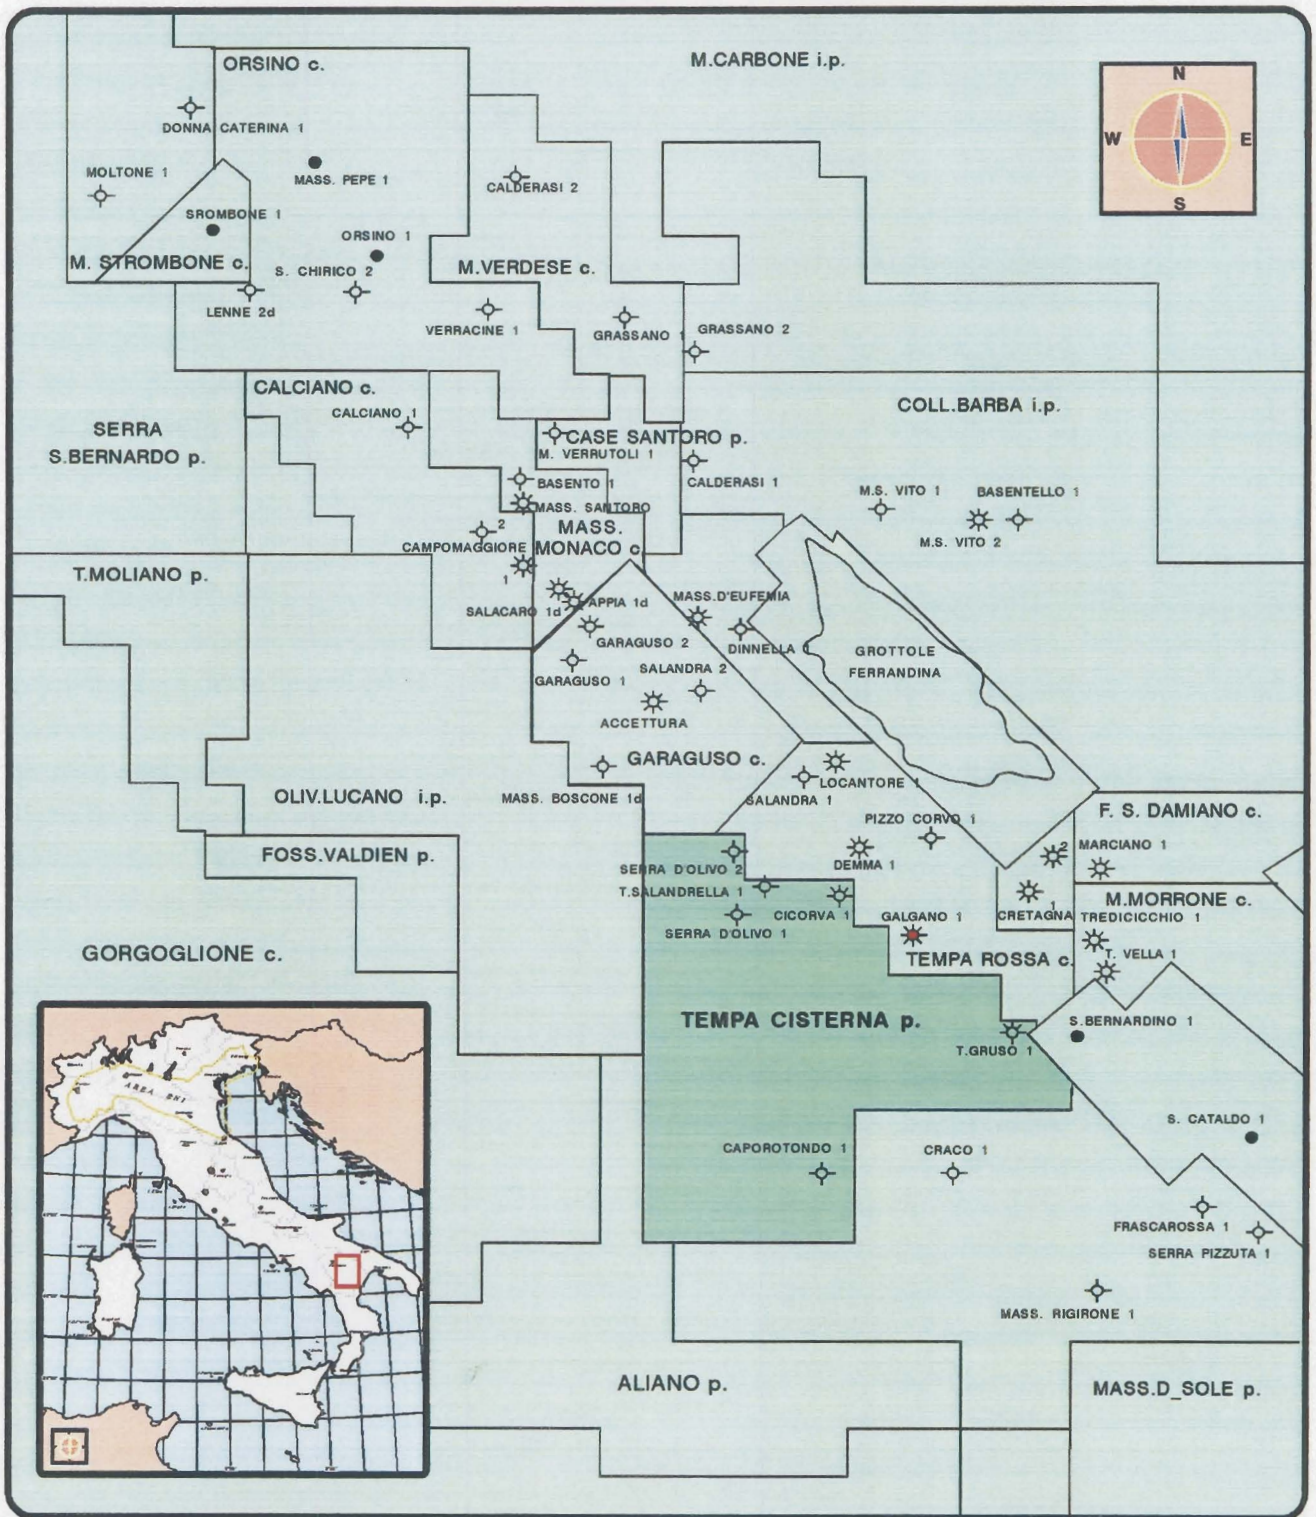 ORSINO c.
M.CARBONE i.p.
N
W
E
S
DONNA CATERINA 1
MOLTONE 1
MASS. PEPE 1
CALDERASI 2
SROMBONE 1
ORSINO 1
M. STROMBONE c.
S. CHIRICO 2
M.VERDESE c.
LENNE 2d
VERRACINE 1
GRASSANO 1
GRASSANO 2
CALCIANO c.
CALCIANO 1
COLL.BARBA i.p.
SERRA
S.BERNARDO p.
CASE SANTORO p.
M. VERRUTOLI 1
BASENTO 1
CALDERASI 1
M.S. VITO 1
BASENTELLO 1
MASS. SANTORO
2
MASS.
MONACO c.
M.S. VITO 2
CAMPOMAGGIORE
1
T.MOLIANO p.
SALACARO 1d
APPIA 1d
MASS.D'EUFEMIA
GARAGUSO 2
DINNELLA 1
GROTTOLE
FERRANDINA
SALANDRA 2
GARAGUSO 1
ACCETTURA
GARAGUSO c.
OLIV.LUCANO i.p.
MASS. BOSCONE 1d
SALANDRA 1
LOCANTORE 1
F. S. DAMIANO c.
PIZZO CORVO 1
FOSS.VALDIEN p.
SERRA D'OLIVO 2
DEMMA 1
2
MARCIANO 1
T.SALANDRELLA 1
CICORVA 1
GALGANO 1
1
CRETAGNA
M.MORRONE c.
TREDICICCHIO 1
SERRA D'OLIVO 1
GORGOGLIONE c.
TEMPA ROSSA c.
T. VELLA 1
TEMPA CISTERNA p.
S.BERNARDINO 1
T.GRUSO 1
AREA ENI
S. CATALDO 1
CAPOROTONDO 1
CRACO 1
FRASCAROSSA 1
SERRA PIZZUTA 1
MASS. RIGIRONE 1
ALIANO p.
MASS.D_SOLE p.